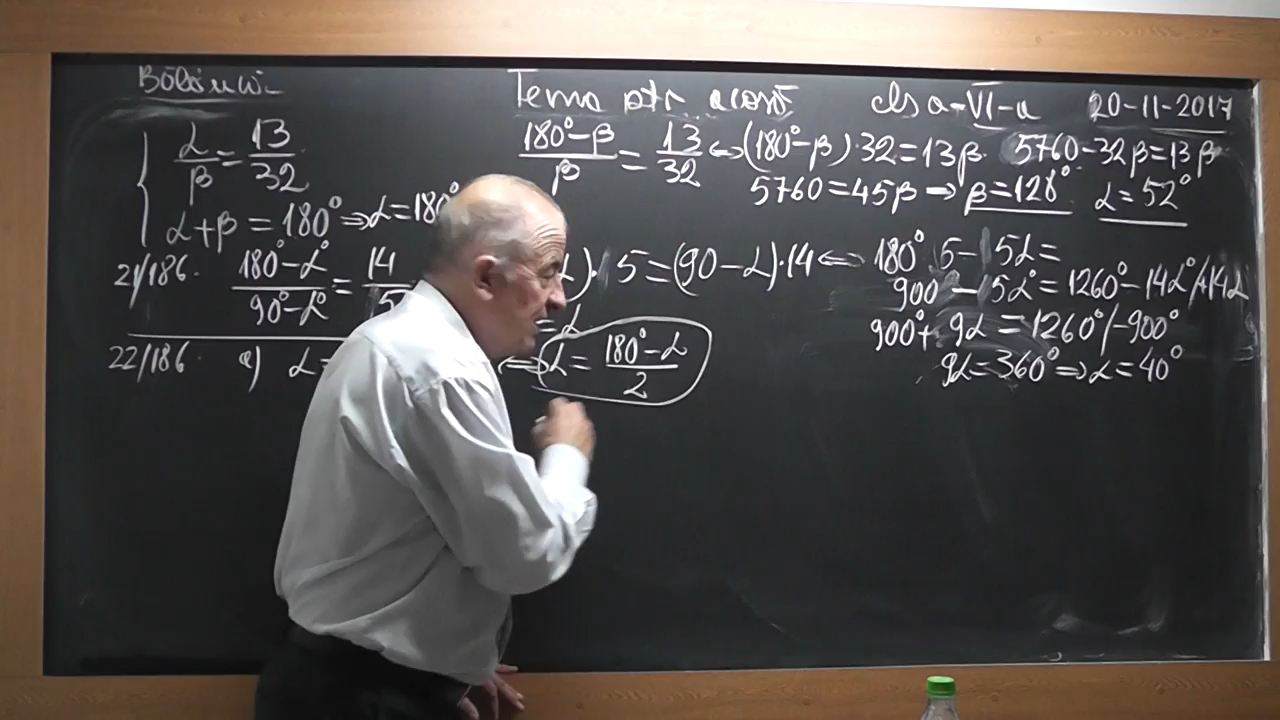 Tema ptr acasă cls a-VI-a 20-11-2017
α/β = 13/32
α+β = 180° ⇒ α = 180°
(180°-β)/β = 13/32 ⇔ (180°-β)·32 = 13β 5760-32β = 13β
5760 = 45β ⇒ β = 128° α = 52°
21/186. (180°-α°)/(90°-α°) = 14/5 )·5 = (90-α)·14 ⇔ 180° 5-5α =
900°-5α° = 1260°-14α°/+14α
900°+9α = 1260°/-900°
9α = 360° ⇒ α = 40°
22/186. a) α = = α
⇔ α = (180°-α)/2